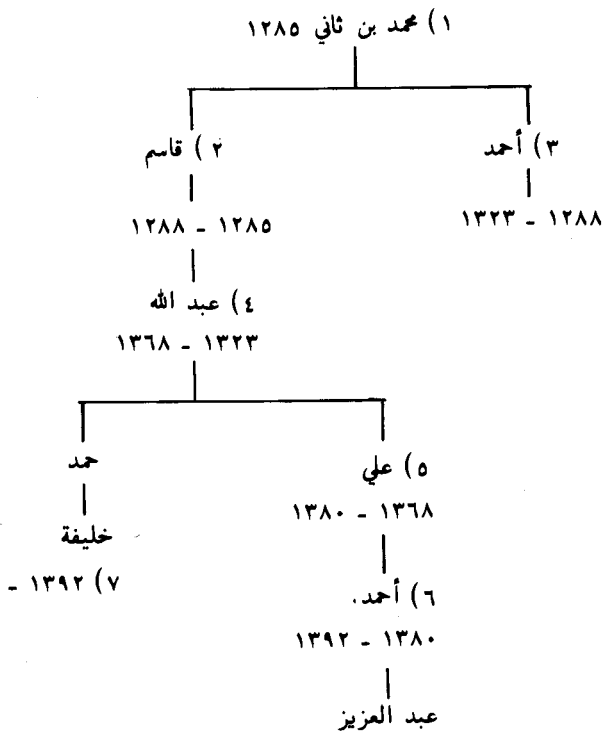 ١) محمد بن ثاني ١٢٨٥
٣) أحمد
٢) قاسم
١٢٨٨ - ١٣٢٣
١٢٨٥ - ١٢٨٨
٤) عبد الله
١٣٢٣ - ١٣٦٨
٥) علي
حمد
١٣٦٨ - ١٣٨٠
خليفة
٦) أحمد.
٧) ١٣٩٢ -
١٣٨٠ - ١٣٩٢
عبد العزيز